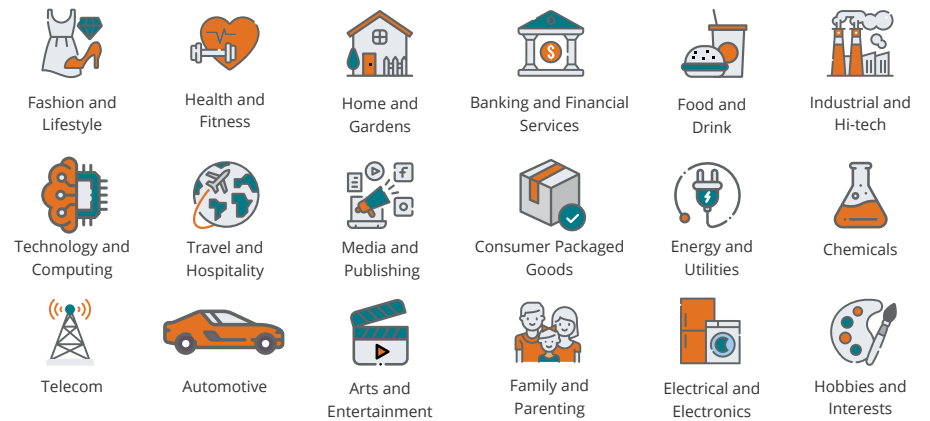 Fashion and
Lifestyle
Health and
Fitness
Home and
Gardens
Banking and Financial
Services
Food and
Drink
Industrial and
Hi-tech
Technology and
Computing
Travel and
Hospitality
Media and
Publishing
Consumer Packaged
Goods
Energy and
Utilities
Chemicals
Telecom
Automotive
Arts and
Entertainment
Family and
Parenting
Electrical and
Electronics
Hobbies and
Interests